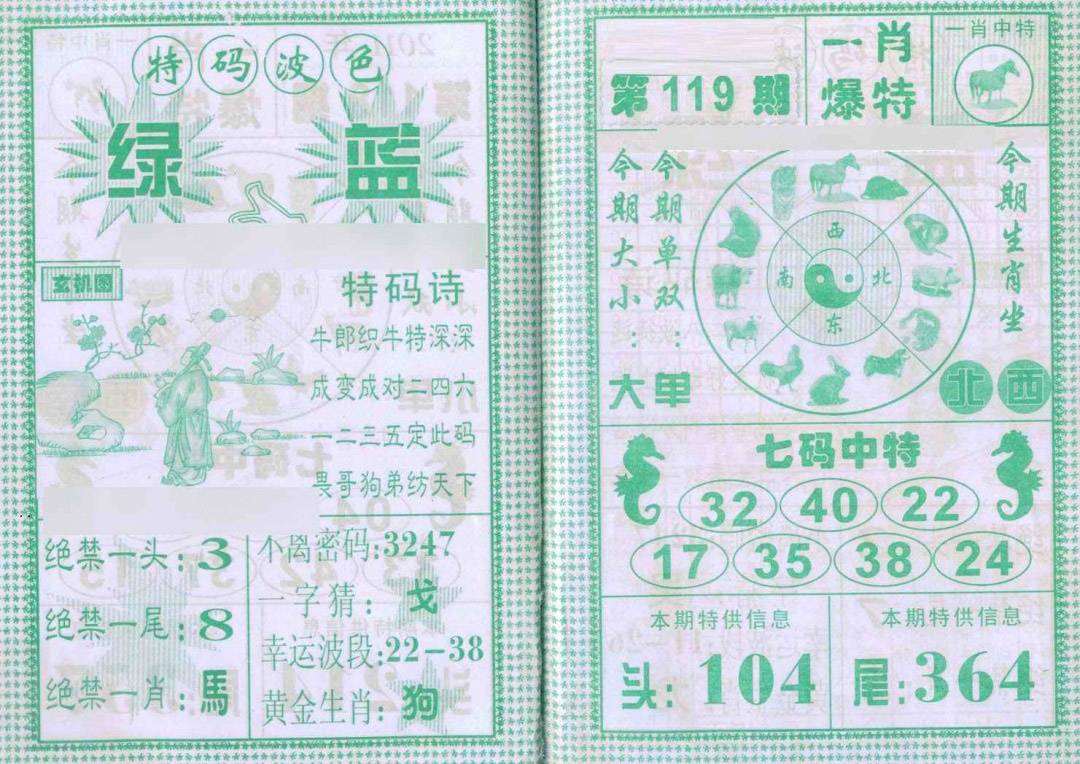 特码波色
绿 蓝
玄机图
特码诗
牛郎织牛特深深
成变成对二四六
一二三五定此码
畏哥狗弟纺天下
绝禁一头:3
绝禁一尾:8
绝禁一肖:馬
不离密码:3247
一字猜:戈
幸运波段:22-38
黄金生肖:狗
第119期
一肖
爆特
一肖中特
今期大小:大
今期单双:单
西
南 北
东
今期生肖坐
北西
七码中特
32 40 22
17 35 38 24
本期特供信息
头:104
本期特供信息
尾:364